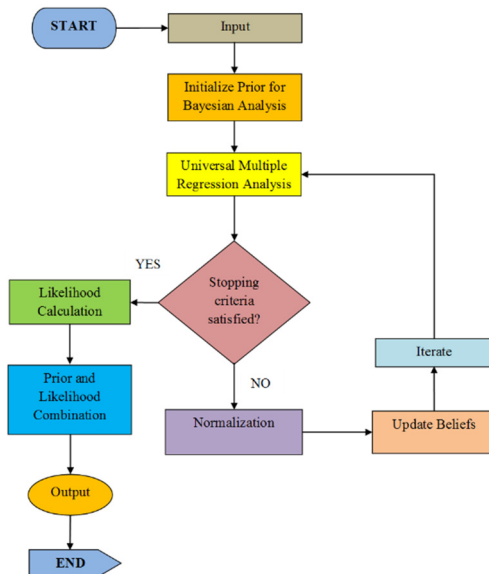 START
Input
Initialize Prior for
Bayesian Analysis
Universal Multiple
Regression Analysis
YES
Stopping
criteria
satisfied?
Likelihood
Calculation
Iterate
NO
Prior and
Likelihood
Combination
Normalization
Update Beliefs
Output
END